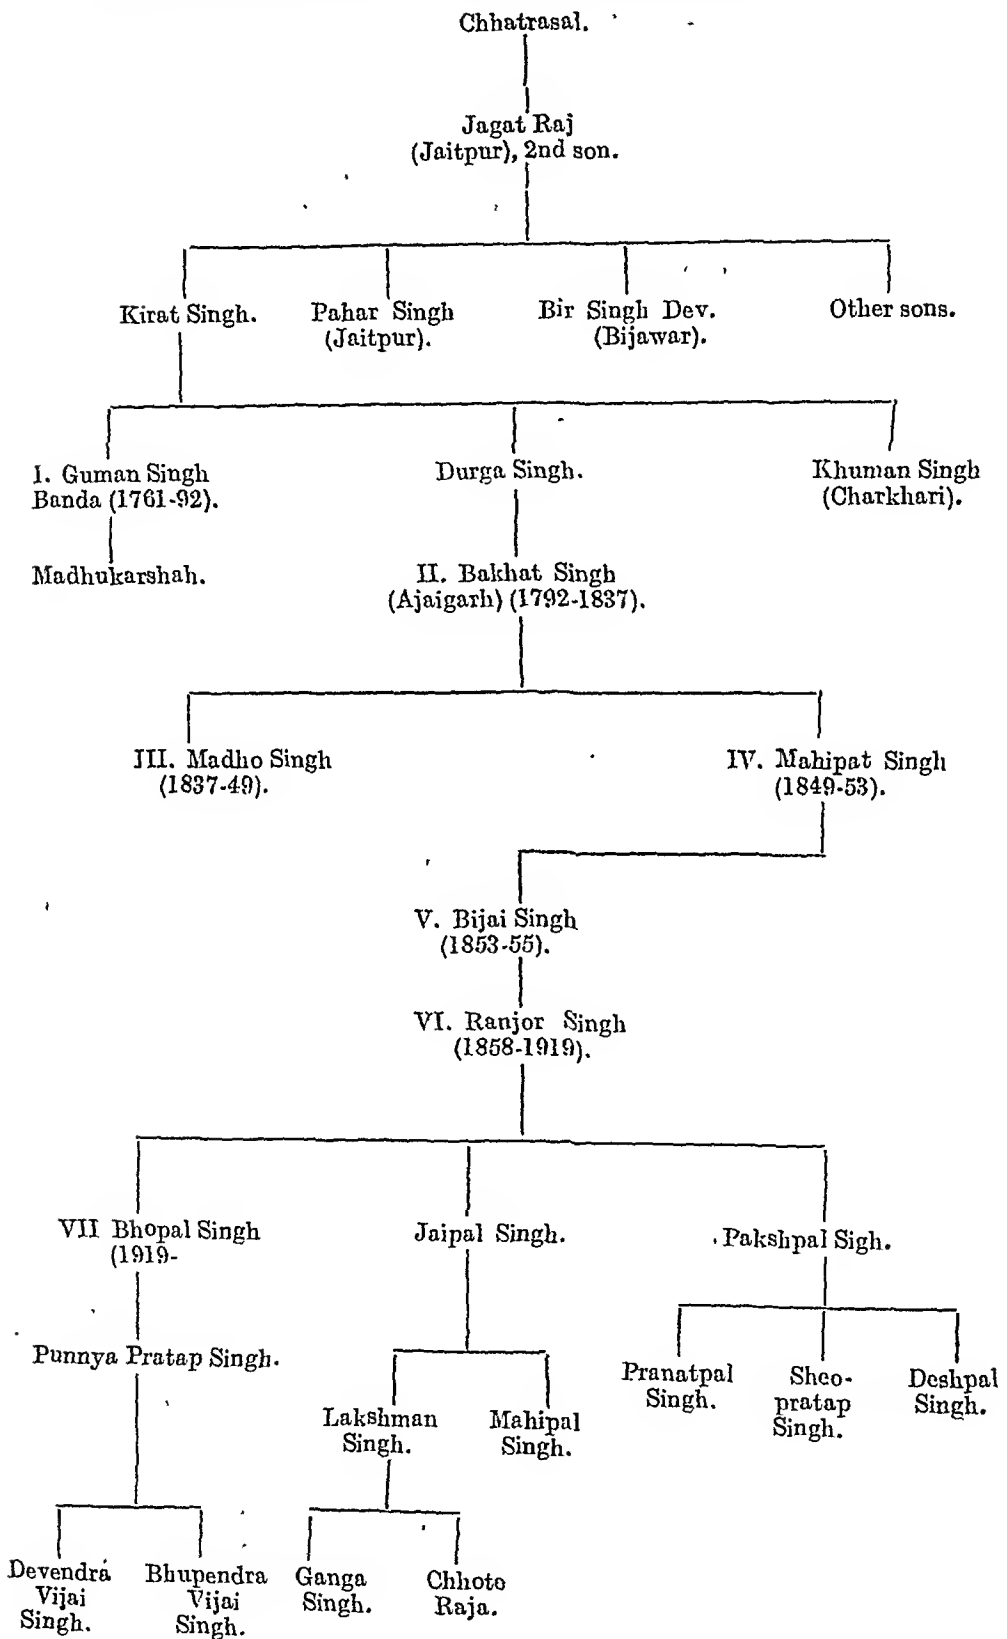 Chhatrasal.
Jagat Raj
(Jaitpur), 2nd son.
Kirat Singh.
Pahar Singh
(Jaitpur).
Bir Singh Dev.
(Bijawar).
Other sons.
I. Guman Singh
Banda (1761-92).
Durga Singh.
Khuman Singh
(Charkhari).
Madhukarshah.
II. Bakhat Singh
(Ajaigarh) (1792-1837).
III. Madho Singh
(1837-49).
IV. Mahipat Singh
(1849-53).
V. Bijai Singh
(1853-55).
VI. Ranjor Singh
(1858-1919).
VII Bhopal Singh
(1919-
Jaipal Singh.
Pakshpal Sigh.
Punnya Pratap Singh.
Lakshman
Singh.
Mahipal
Singh.
Pranatpal
Singh.
Sheo-
pratap
Singh.
Deshpal
Singh.
Devendra
Vijai
Singh.
Bhupendra
Vijai
Singh.
Ganga
Singh.
Chhoto
Raja.